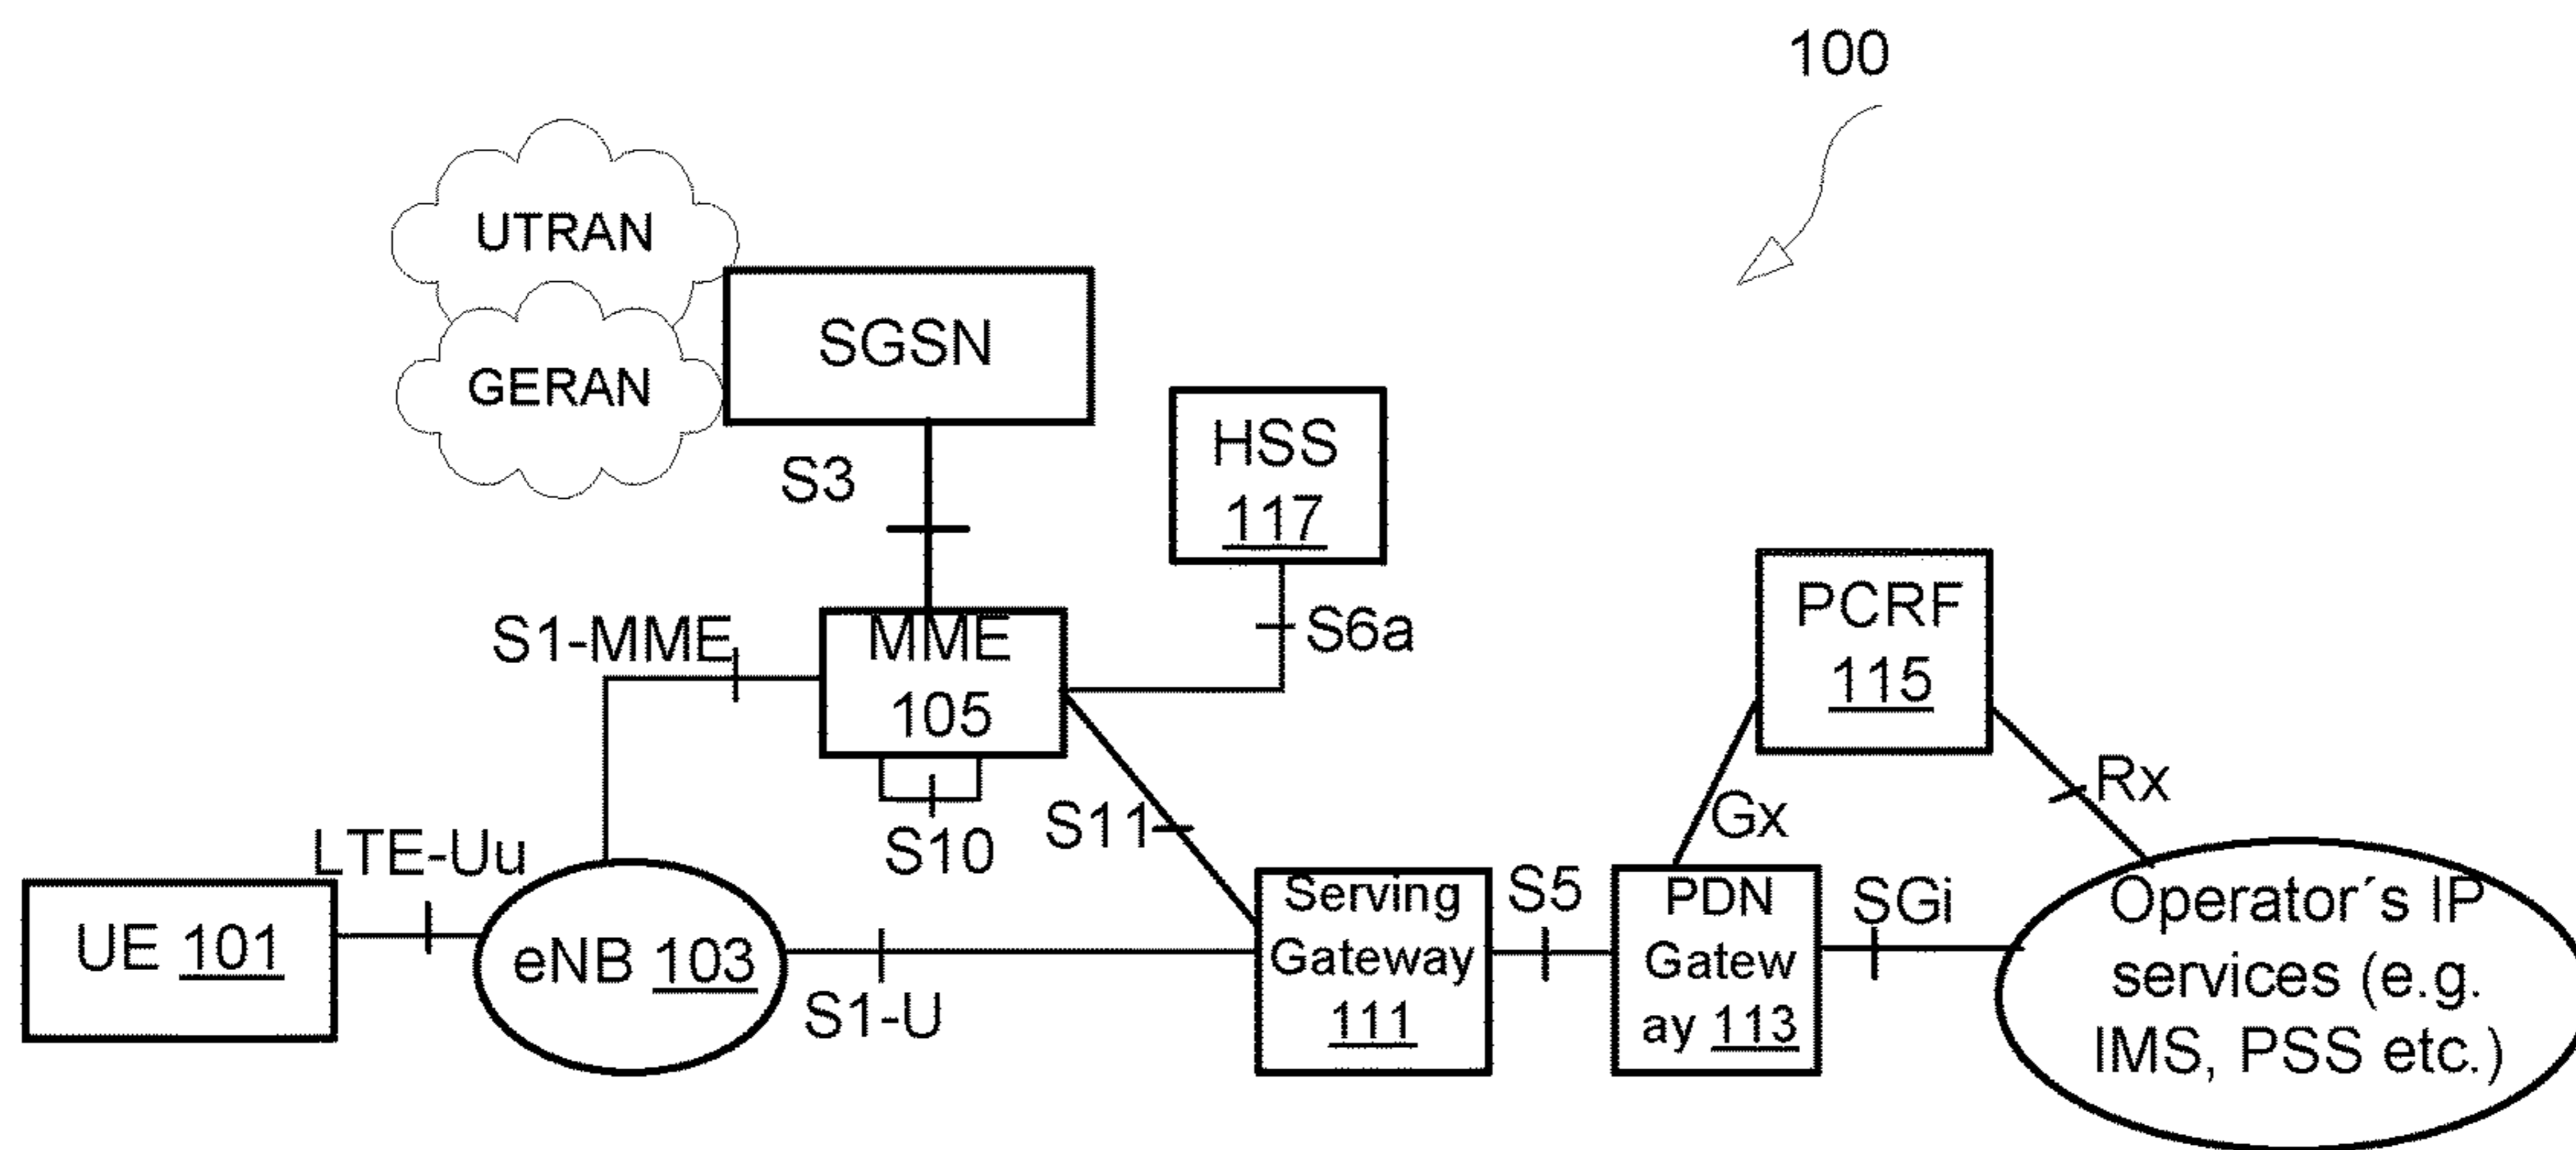 100
UTRAN
SGSN
GERAN
HSS
117
S3
PCRF
115
S1-MME
MME
105
S6a
Rx
Gx
S10
S11
LTE-Uu
UE 101
eNB 103
S1-U
Serving
Gateway
111
S5
PDN
Gatew
ay 113
SGi
Operator´s IP
services (e.g.
IMS, PSS etc.)